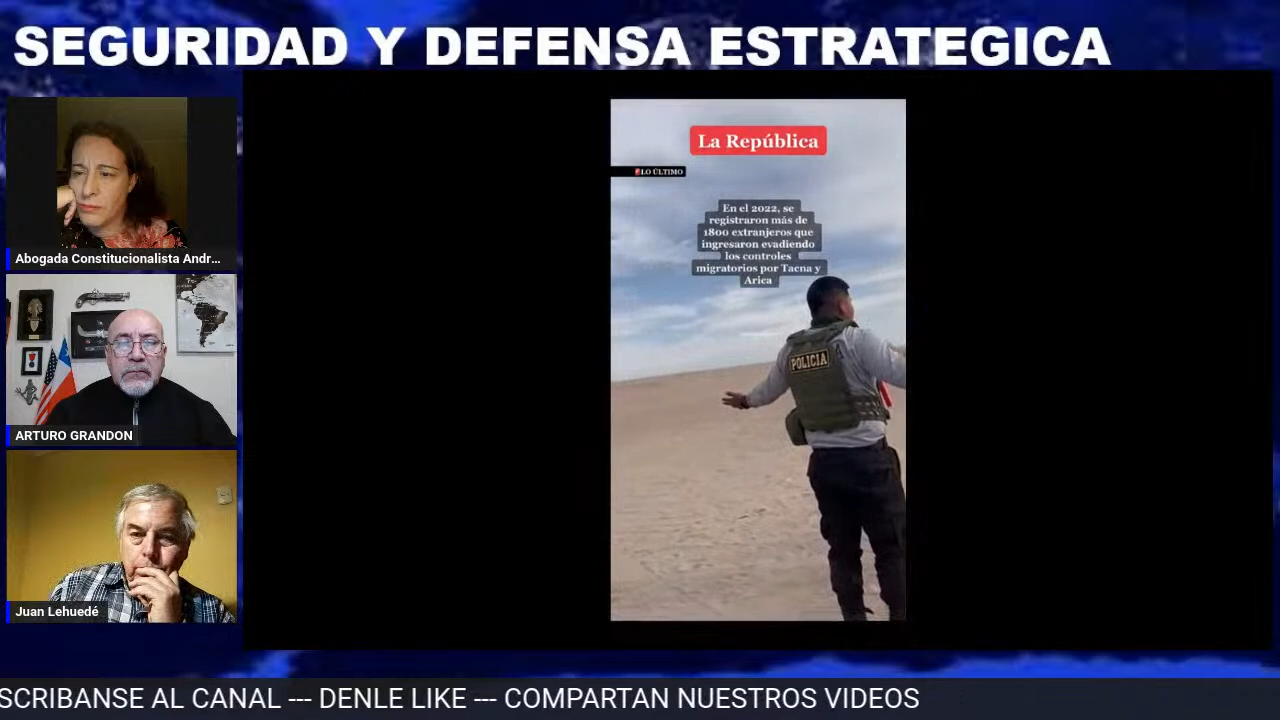 SEGURIDAD Y DEFENSA ESTRATEGICA
Abogada Constitucionalista Andr...
ARTURO GRANDON
Juan Lehuedé
La República
LO ÚLTIMO
En el 2022, se
registraron más de
1800 extranjeros que
ingresaron evadiendo
los controles
migratorios por Tacna y
Arica
POLICIA
SCRIBANSE AL CANAL --- DENLE LIKE --- COMPARTAN NUESTROS VIDEOS